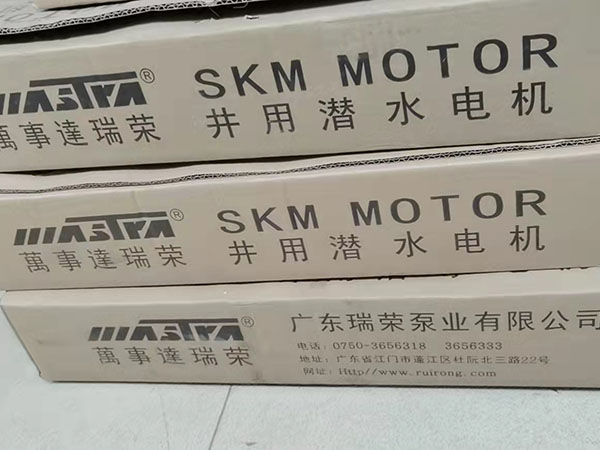 MASTRA® SKM MOTOR
萬事達瑞荣 井用潜水电机
MASTRA® SKM MOTOR
萬事達瑞荣 井用潜水电机
MASTRA® 广东瑞荣泵业有限公司
萬事達瑞荣
电话: 0750-3656318 3656333
地址: 广东省江门市蓬江区杜阮北三路22号
网址: Http//www.ruirong.com